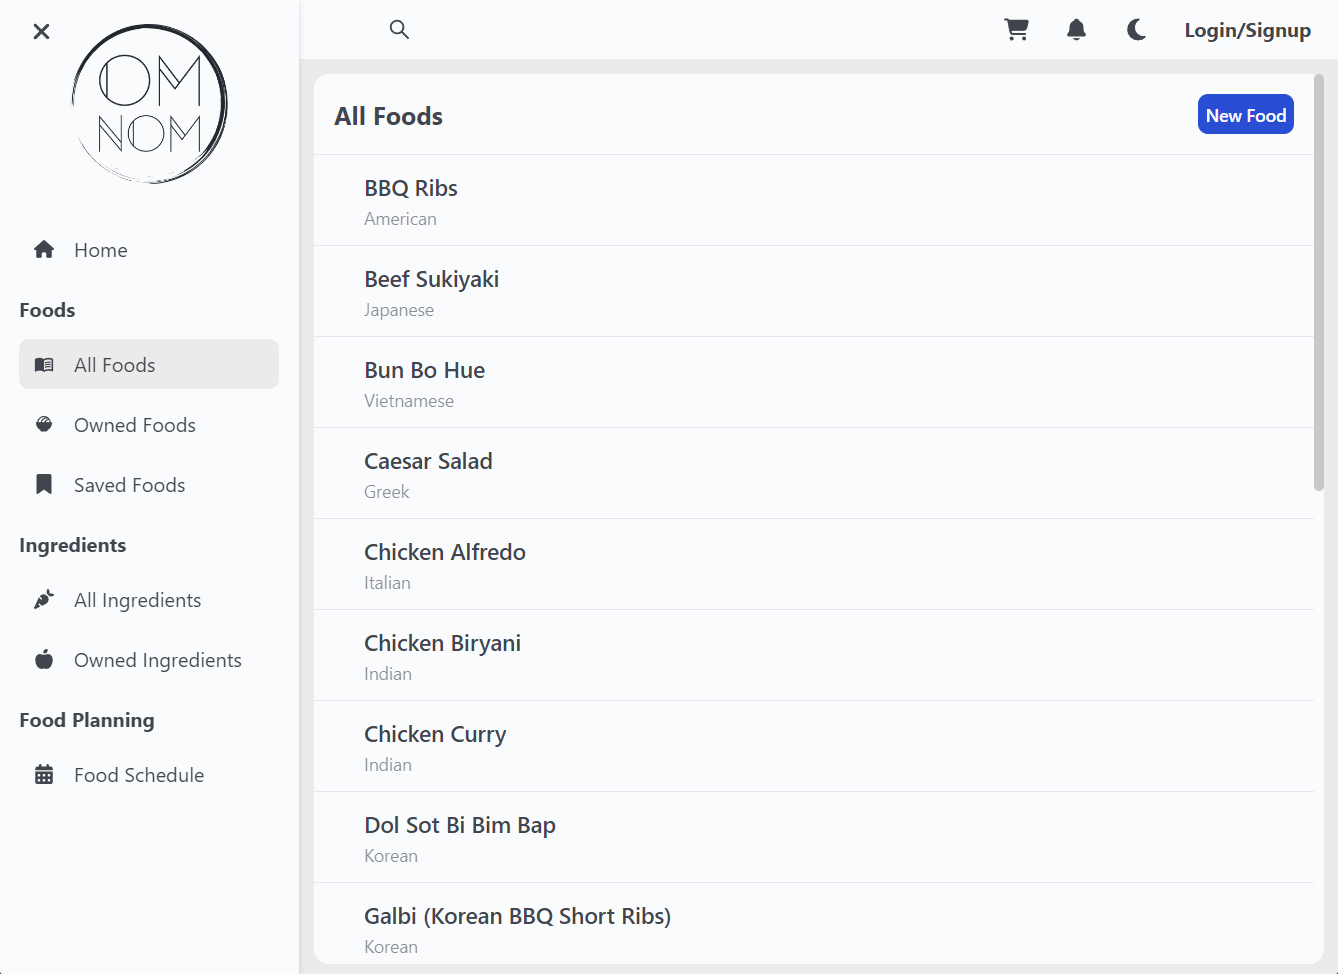 OM
NOM
Home
Foods
All Foods
Owned Foods
Saved Foods
Ingredients
All Ingredients
Owned Ingredients
Food Planning
Food Schedule
Login/Signup
All Foods
New Food
BBQ Ribs
American
Beef Sukiyaki
Japanese
Bun Bo Hue
Vietnamese
Caesar Salad
Greek
Chicken Alfredo
Italian
Chicken Biryani
Indian
Chicken Curry
Indian
Dol Sot Bi Bim Bap
Korean
Galbi (Korean BBQ Short Ribs)
Korean